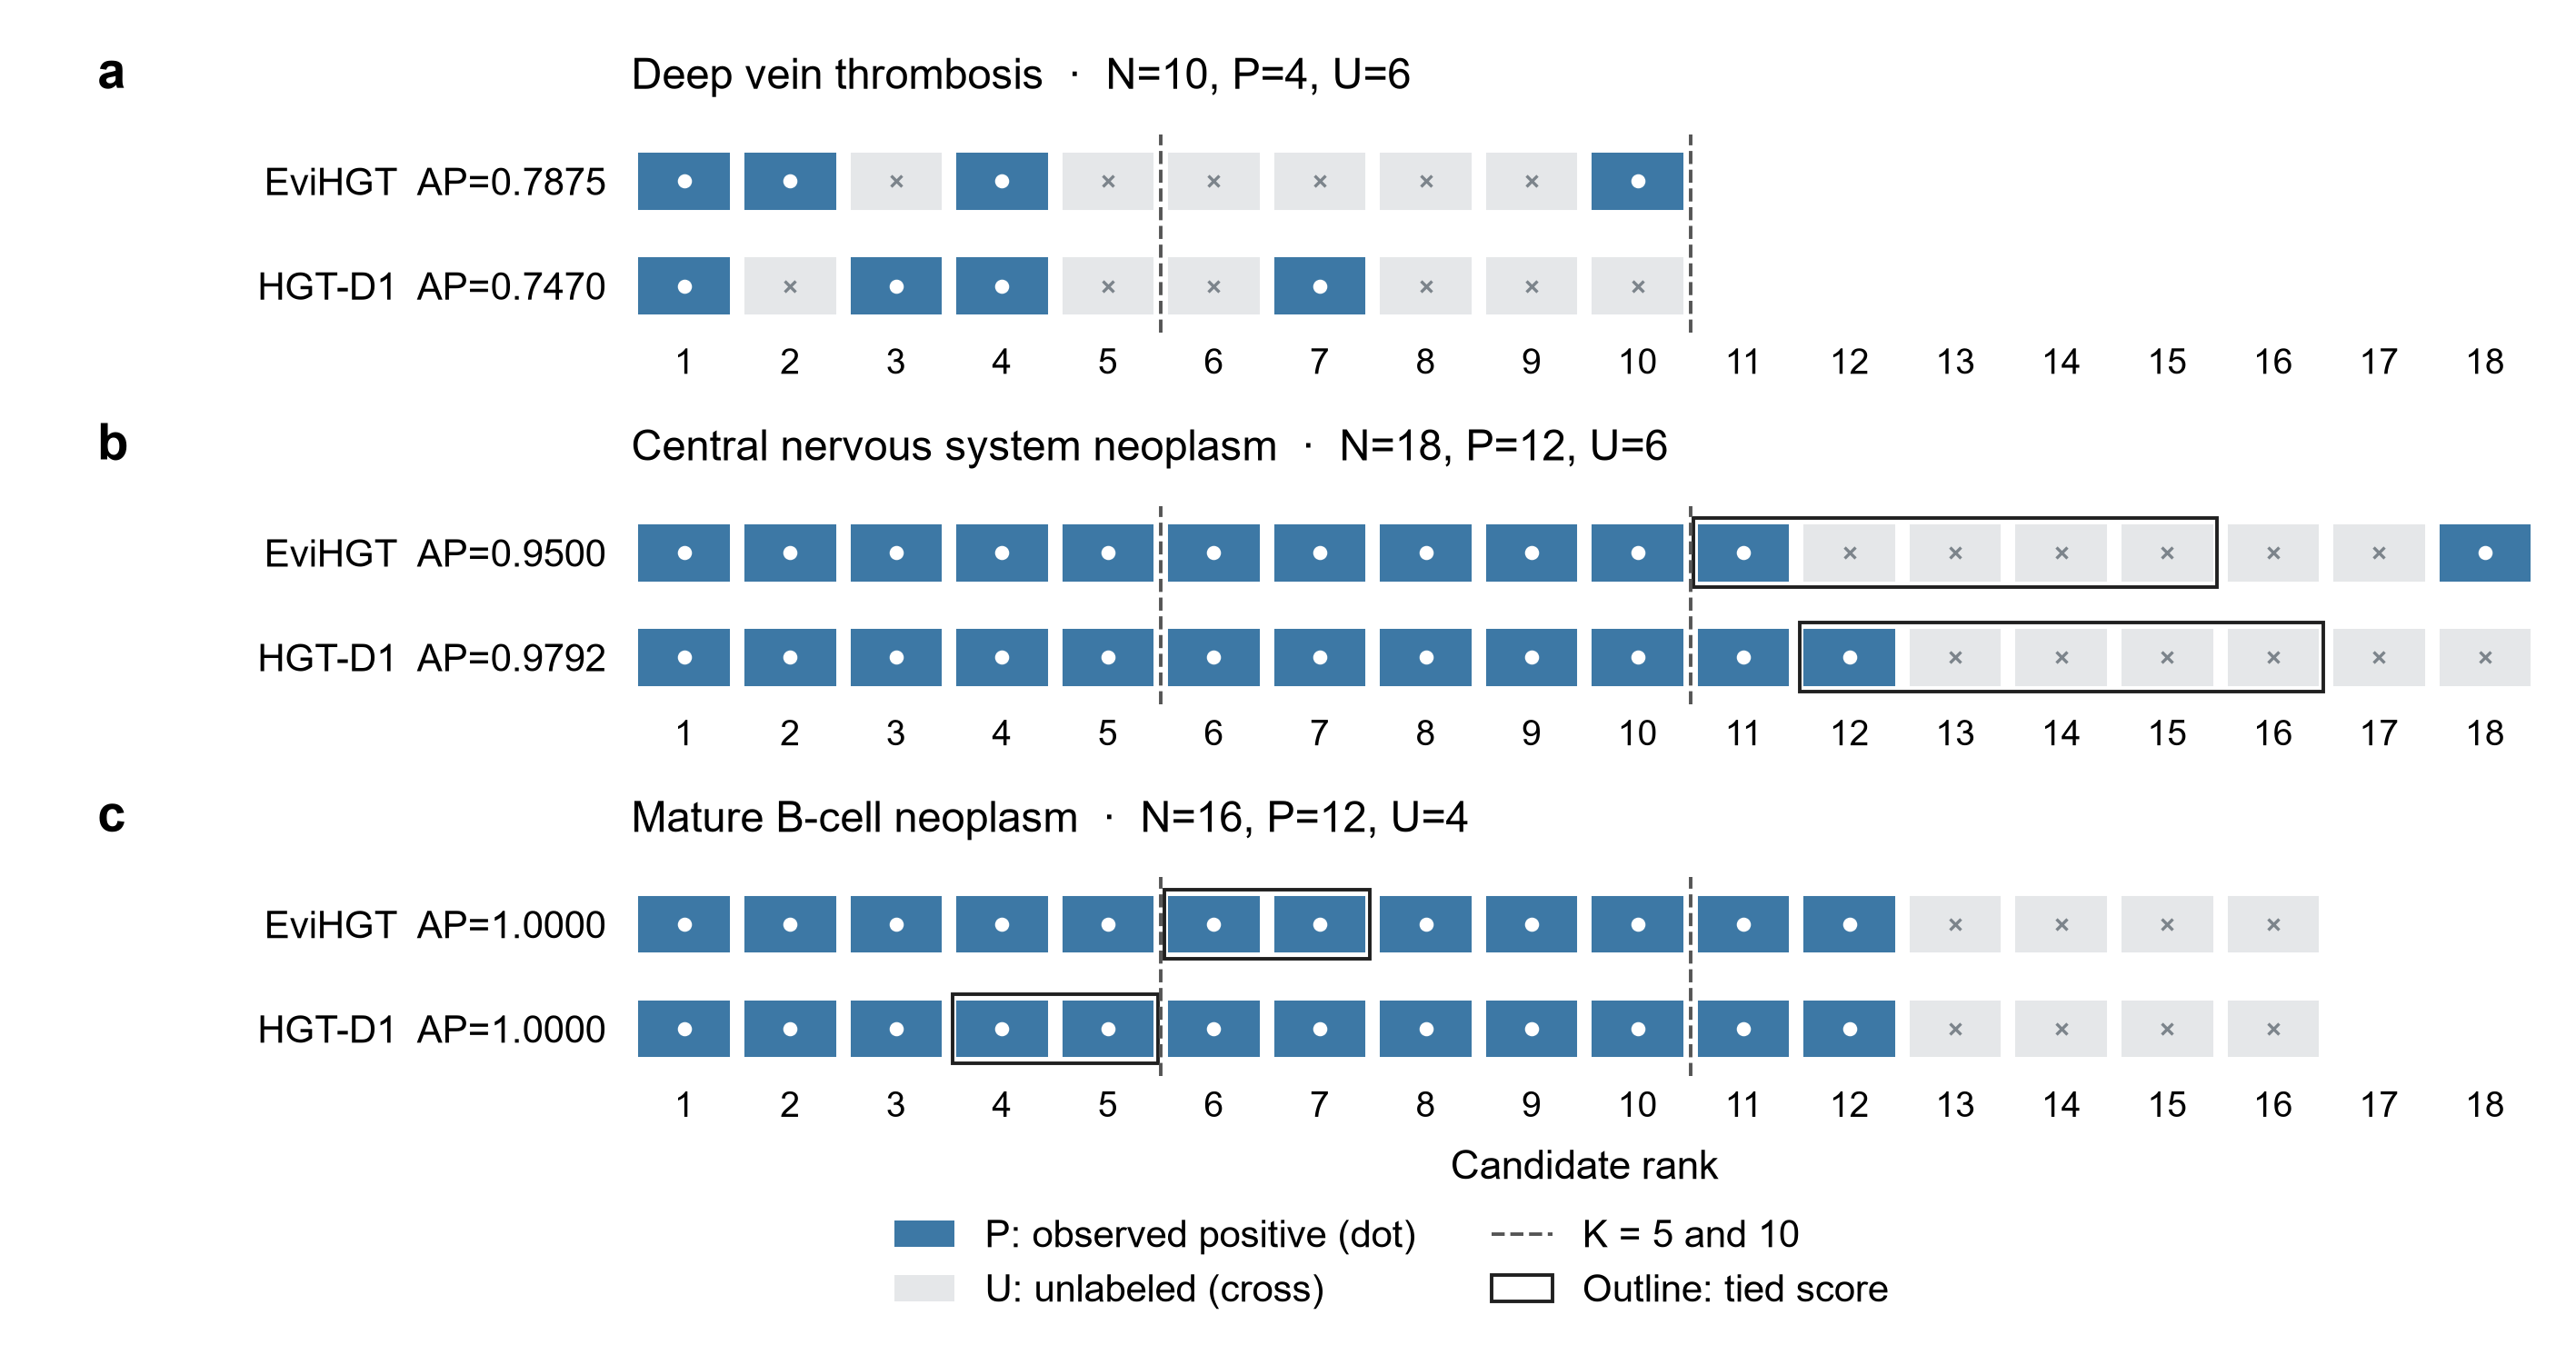 a
Deep vein thrombosis · N=10, P=4, U=6
EviHGT AP=0.7875
HGT-D1 AP=0.7470
1 2 3 4 5 6 7 8 9 10 11 12 13 14 15 16 17 18
b
Central nervous system neoplasm · N=18, P=12, U=6
EviHGT AP=0.9500
HGT-D1 AP=0.9792
1 2 3 4 5 6 7 8 9 10 11 12 13 14 15 16 17 18
c
Mature B-cell neoplasm · N=16, P=12, U=4
EviHGT AP=1.0000
HGT-D1 AP=1.0000
1 2 3 4 5 6 7 8 9 10 11 12 13 14 15 16 17 18
Candidate rank
P: observed positive (dot)
U: unlabeled (cross)
K = 5 and 10
Outline: tied score